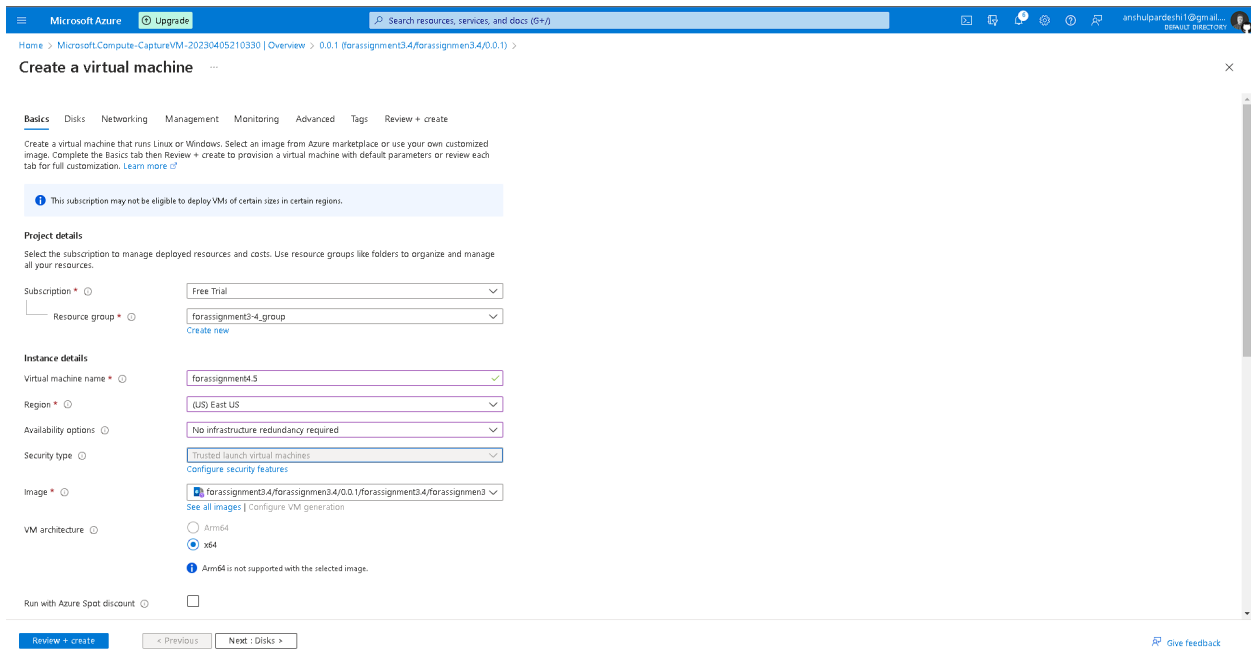 Microsoft Azure
Upgrade
Search resources, services, and docs (G+/)
6
anshulpardeshi1@gmail....
DEFAULT DIRECTORY
Home > Microsoft.Compute-CaptureVM-20230405210330 | Overview > 0.0.1 (forassignment3.4/forassignmen3.4/0.0.1) >
Create a virtual machine ...
Basics Disks Networking Management Monitoring Advanced Tags Review + create
Create a virtual machine that runs Linux or Windows. Select an image from Azure marketplace or use your own customized
image. Complete the Basics tab then Review + create to provision a virtual machine with default parameters or review each
tab for full customization. Learn more
This subscription may not be eligible to deploy VMs of certain sizes in certain regions.
Project details
Select the subscription to manage deployed resources and costs. Use resource groups like folders to organize and manage
all your resources.
Subscription * Free Trial
Resource group * forassignment3-4_group
Create new
Instance details
Virtual machine name * forassignment4.5
Region * (US) East US
Availability options No infrastructure redundancy required
Security type Trusted launch virtual machines
Configure security features
Image * forassignment3.4/forassignmen3.4/0.0.1/forassignment3.4/forassignmen3
See all images | Configure VM generation
VM architecture Arm64
x64
Arm64 is not supported with the selected image.
Run with Azure Spot discount
Review + create < Previous Next : Disks > Give feedback